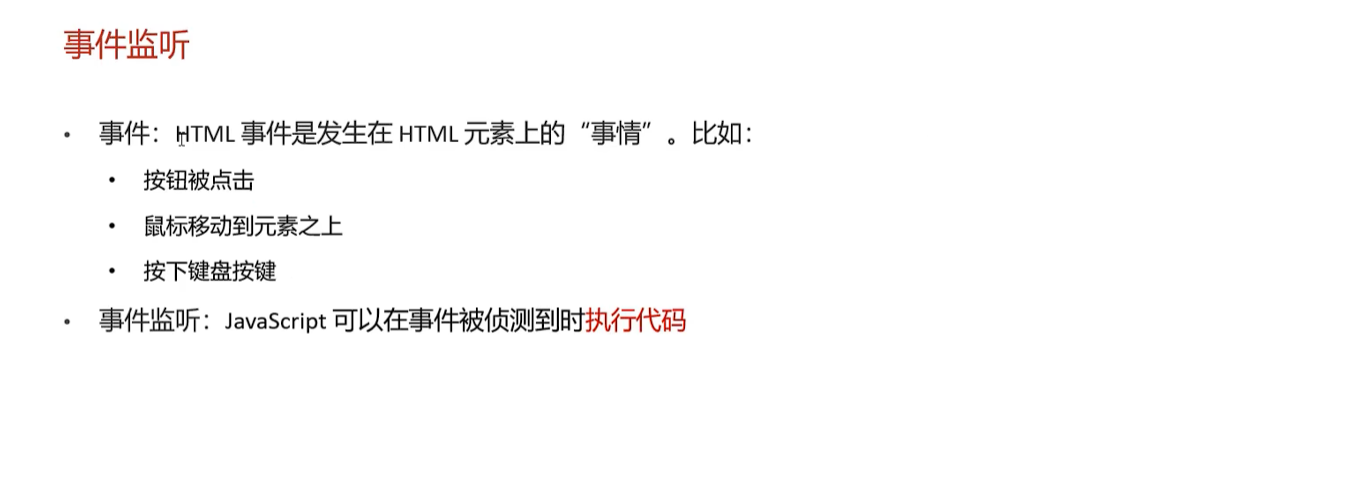 事件监听
• 事件：HTML 事件是发生在 HTML 元素上的“事情”。比如：
• 按钮被点击
• 鼠标移动到元素之上
• 按下键盘按键
• 事件监听：JavaScript 可以在事件被侦测到时执行代码